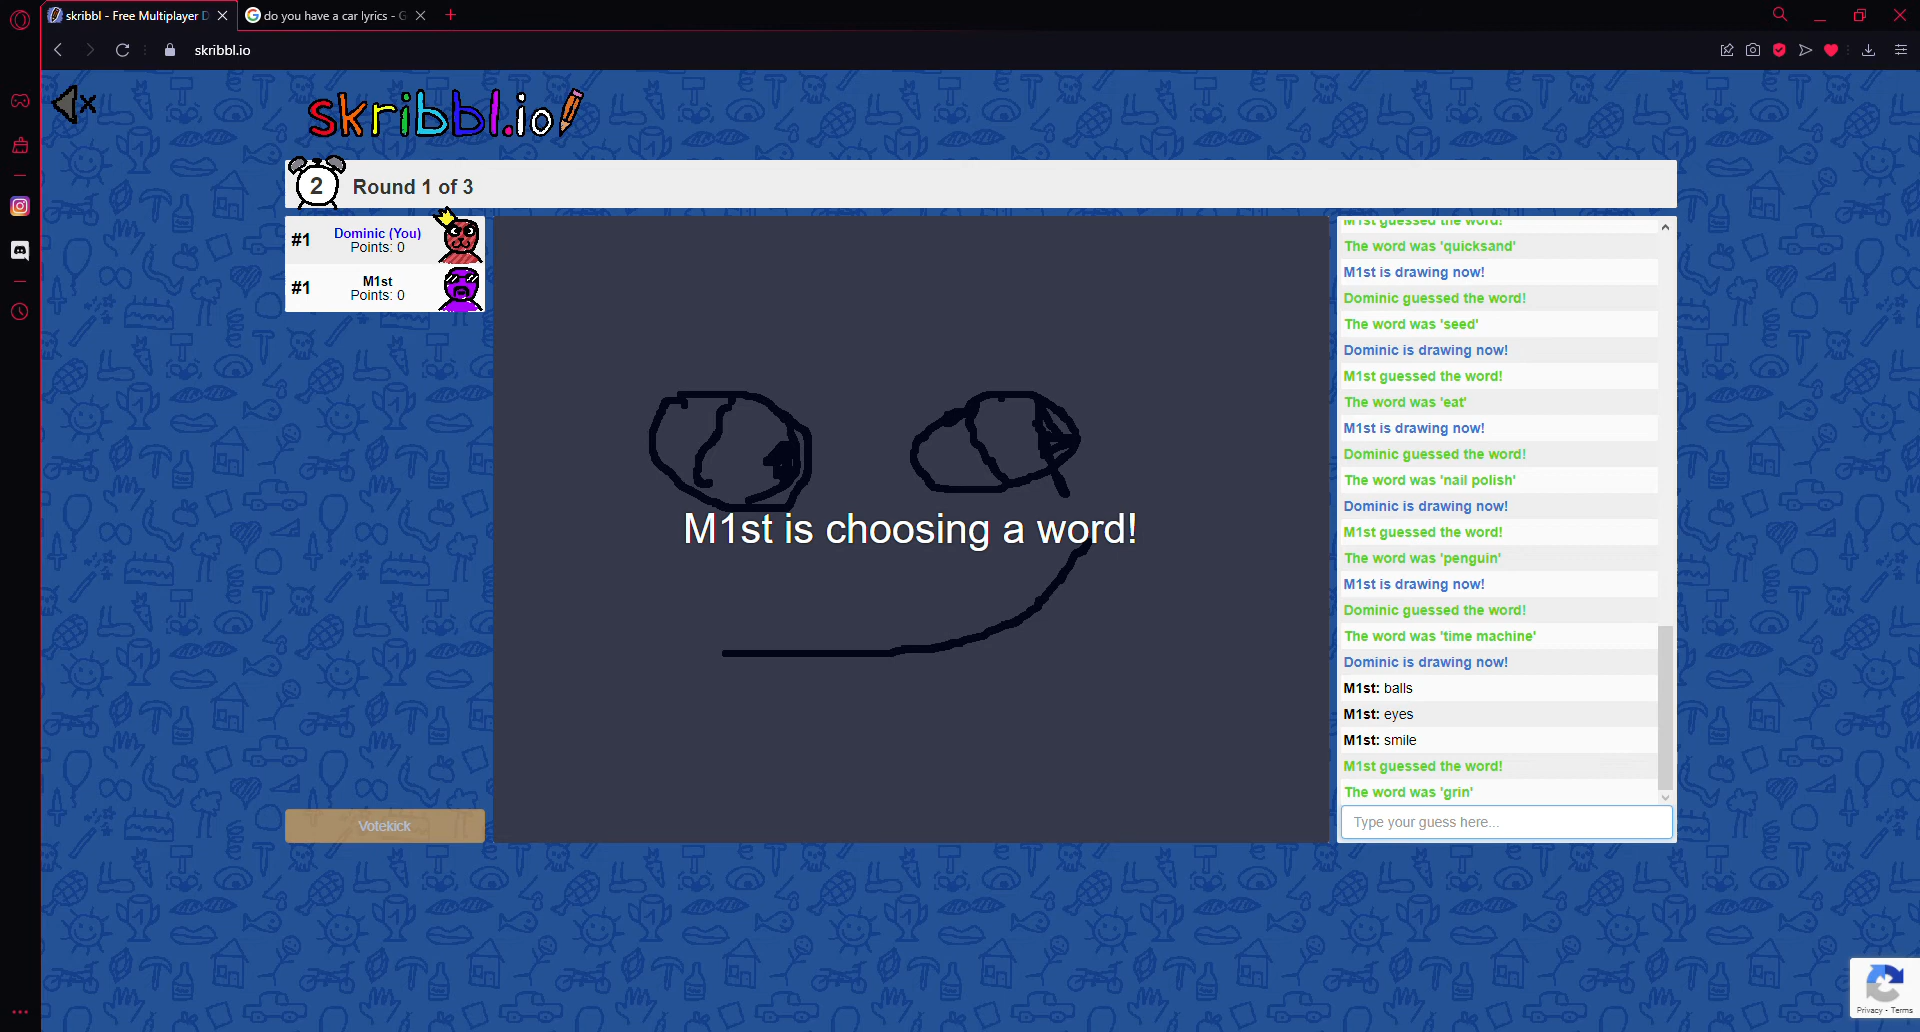 skribbl - Free Multiplayer D
do you have a car lyrics - G
skribbl.io
skribbl.io
2
Round 1 of 3
#1
Dominic (You)
Points: 0
#1
M1st
Points: 0
M1st is choosing a word!
Votekick
M1st guessed the word!
The word was 'quicksand'
M1st is drawing now!
Dominic guessed the word!
The word was 'seed'
Dominic is drawing now!
M1st guessed the word!
The word was 'eat'
M1st is drawing now!
Dominic guessed the word!
The word was 'nail polish'
Dominic is drawing now!
M1st guessed the word!
The word was 'penguin'
M1st is drawing now!
Dominic guessed the word!
The word was 'time machine'
Dominic is drawing now!
M1st: balls
M1st: eyes
M1st: smile
M1st guessed the word!
The word was 'grin'
Type your guess here...
Privacy - Terms